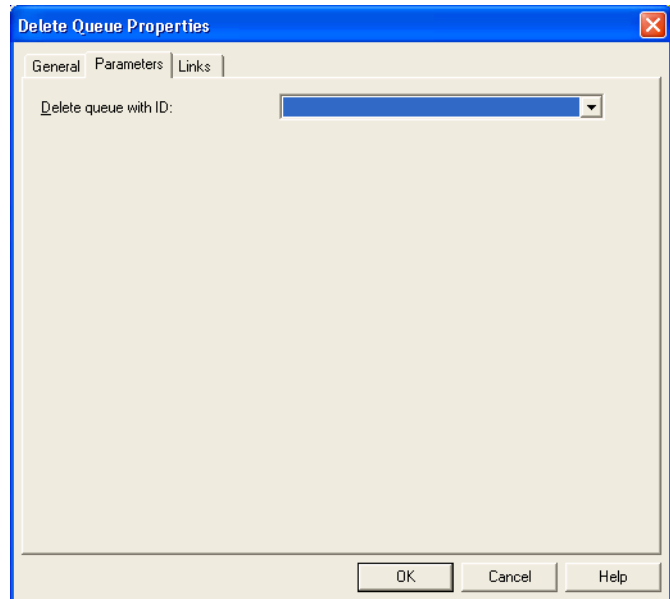 Delete Queue Properties
General Parameters Links
Delete queue with ID:
OK Cancel Help